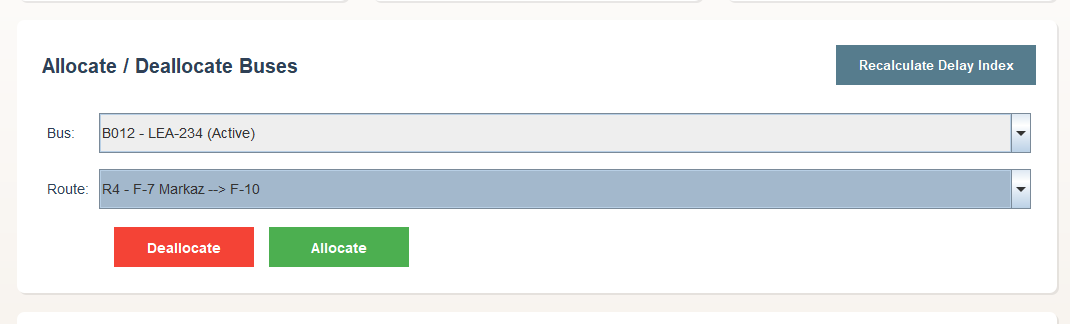 Allocate / Deallocate Buses
Recalculate Delay Index
Bus:
B012 - LEA-234 (Active)
Route:
R4 - F-7 Markaz --> F-10
Deallocate
Allocate